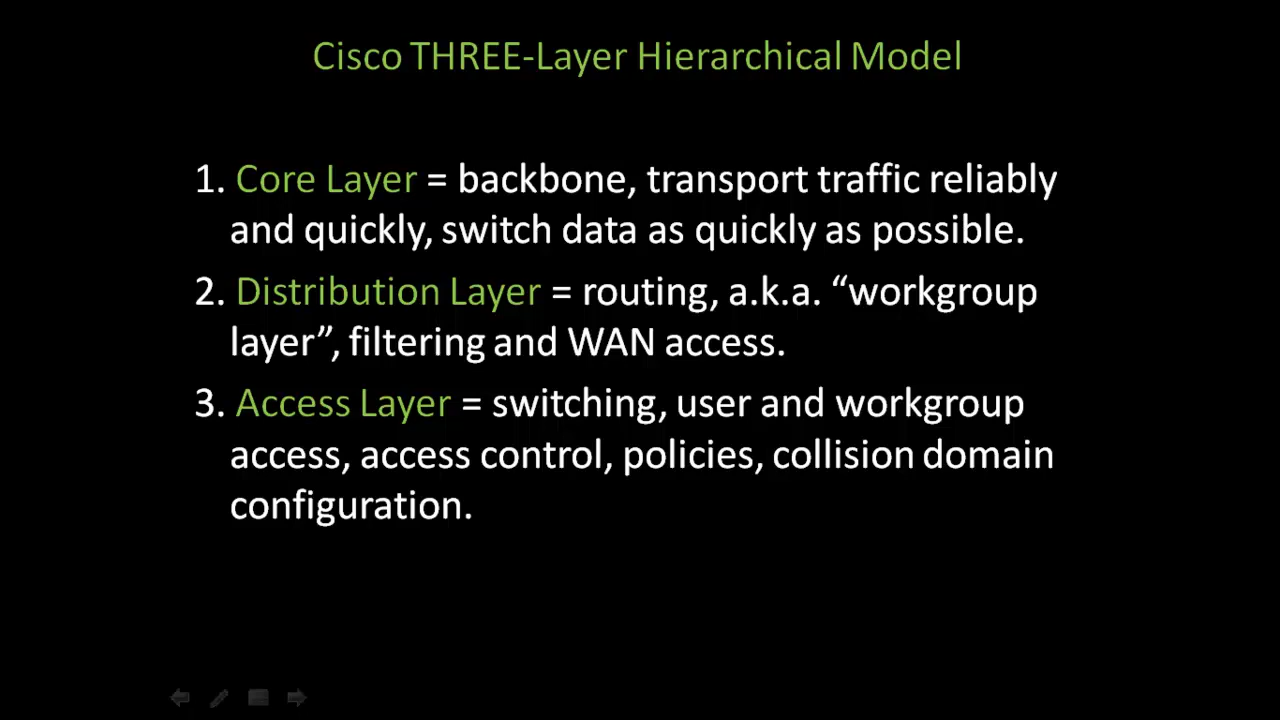 Cisco THREE-Layer Hierarchical Model
1. Core Layer = backbone, transport traffic reliably
and quickly, switch data as quickly as possible.
2. Distribution Layer = routing, a.k.a. “workgroup
layer”, filtering and WAN access.
3. Access Layer = switching, user and workgroup
access, access control, policies, collision domain
configuration.